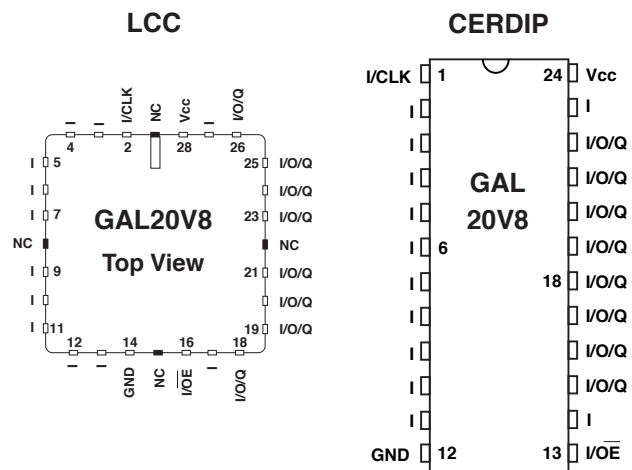 LCC
I I I/CLK NC Vcc I I/O/Q
4 2 28 26
I 5 25 I/O/Q
I I/O/Q
I 7 23 I/O/Q
GAL20V8
NC NC
Top View
I 9 21 I/O/Q
I I/O/Q
I 11 19 I/O/Q
12 14 16 18
I I GND NC I/OE I I/O/Q
CERDIP
I/CLK 1 24 Vcc
I I
I I/O/Q
I I/O/Q
GAL
I I/O/Q
20V8
I 6 I/O/Q
I 18 I/O/Q
I I/O/Q
I I/O/Q
I I/O/Q
I I
GND 12 13 I/OE